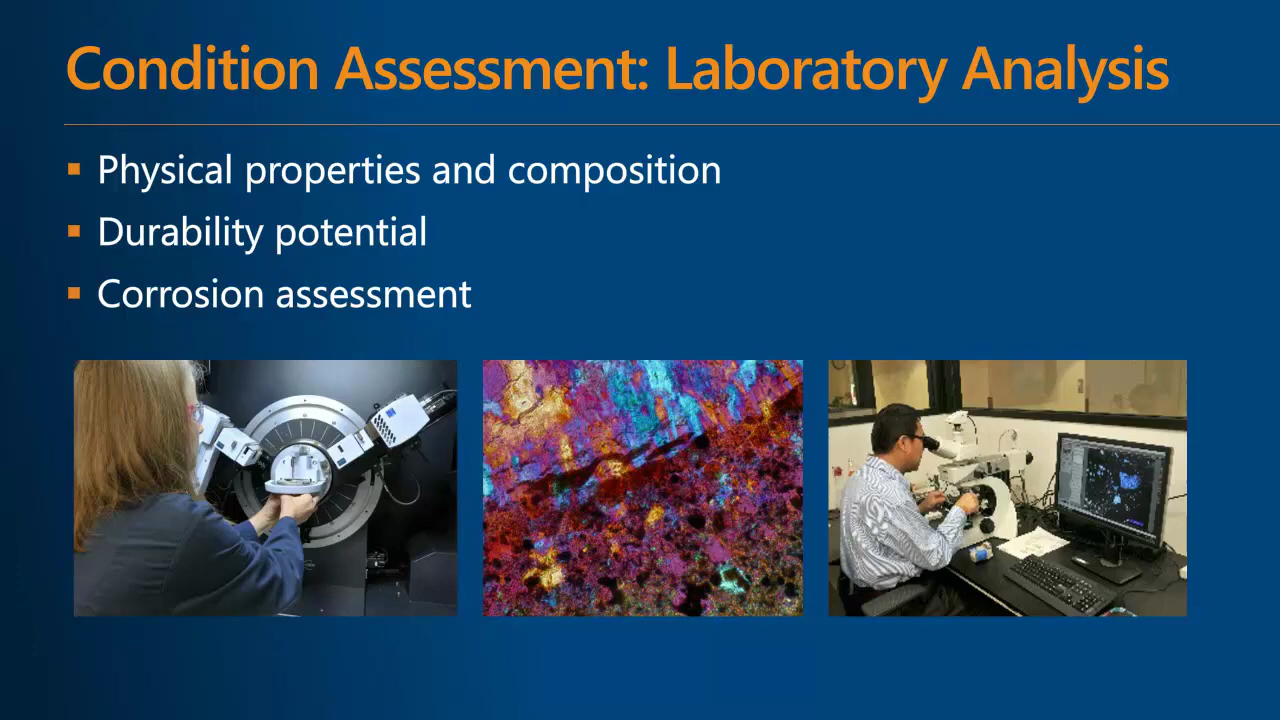 Condition Assessment: Laboratory Analysis
Physical properties and composition
Durability potential
Corrosion assessment